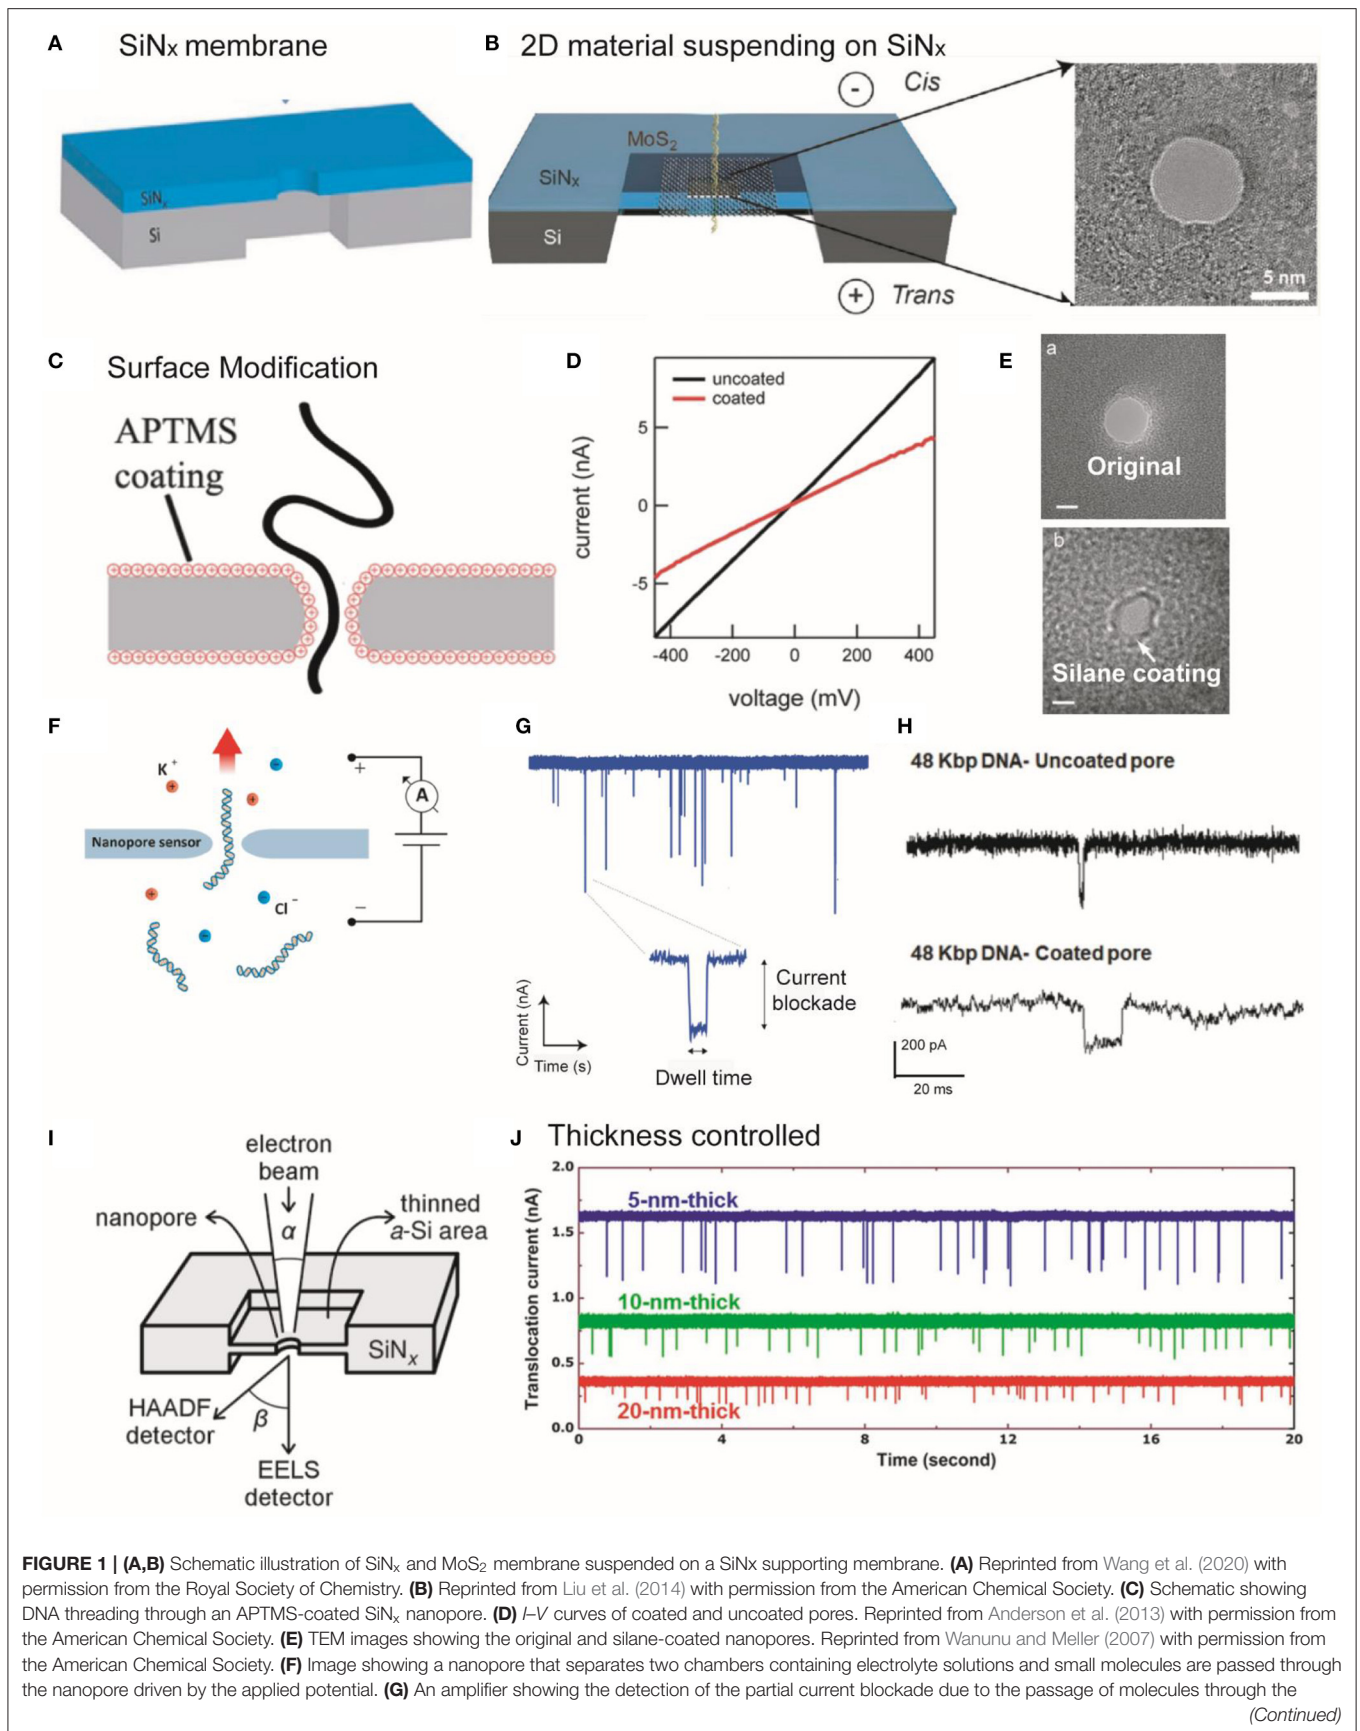 A SiNx membrane
SiNx
Si
B 2D material suspending on SiNx
- Cis
MoS2
SiNx
Si
+ Trans
5 nm
C Surface Modification
APTMS
coating
D
uncoated
coated
current (nA)
5
0
-5
-400 -200 0 200 400
voltage (mV)
E
a
Original
b
Silane coating
F
K+
+
-
Nanopore sensor
Cl-
A
+
−
G
Current
blockade
Current (nA)
Time (s)
Dwell time
H
48 Kbp DNA- Uncoated pore
48 Kbp DNA- Coated pore
200 pA
20 ms
I
electron
beam
nanopore
α
thinned
a-Si area
SiNx
HAADF
detector
β
EELS
detector
J Thickness controlled
Translocation current (nA)
2.0
1.5
1.0
0.5
0.0
5-nm-thick
10-nm-thick
20-nm-thick
0 4 8 12 16 20
Time (second)
FIGURE 1 | (A,B) Schematic illustration of SiNx and MoS2 membrane suspended on a SiNx supporting membrane. (A) Reprinted from Wang et al. (2020) with
permission from the Royal Society of Chemistry. (B) Reprinted from Liu et al. (2014) with permission from the American Chemical Society. (C) Schematic showing
DNA threading through an APTMS-coated SiNx nanopore. (D) I–V curves of coated and uncoated pores. Reprinted from Anderson et al. (2013) with permission from
the American Chemical Society. (E) TEM images showing the original and silane-coated nanopores. Reprinted from Wanunu and Meller (2007) with permission from
the American Chemical Society. (F) Image showing a nanopore that separates two chambers containing electrolyte solutions and small molecules are passed through
the nanopore driven by the applied potential. (G) An amplifier showing the detection of the partial current blockade due to the passage of molecules through the
(Continued)